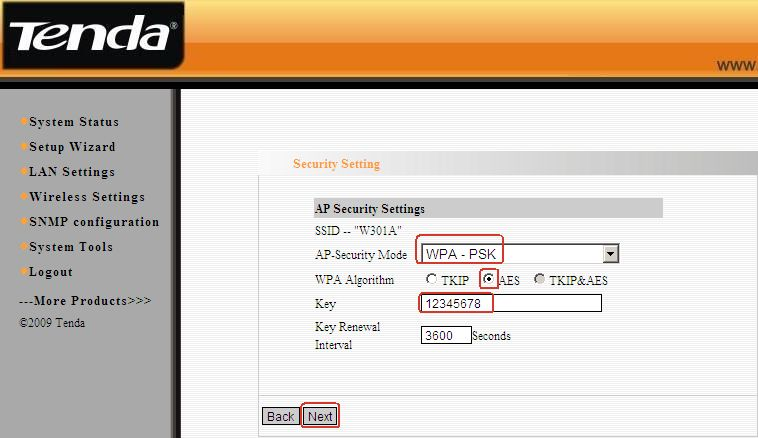 Tenda®
www.
System Status
Setup Wizard
LAN Settings
Wireless Settings
SNMP configuration
System Tools
Logout
---More Products>>>
©2009 Tenda
Security Setting
AP Security Settings
SSID -- "W301A"
AP-Security Mode WPA - PSK
WPA Algorithm TKIP AES TKIP&AES
Key 12345678
Key Renewal
Interval 3600 Seconds
Back Next